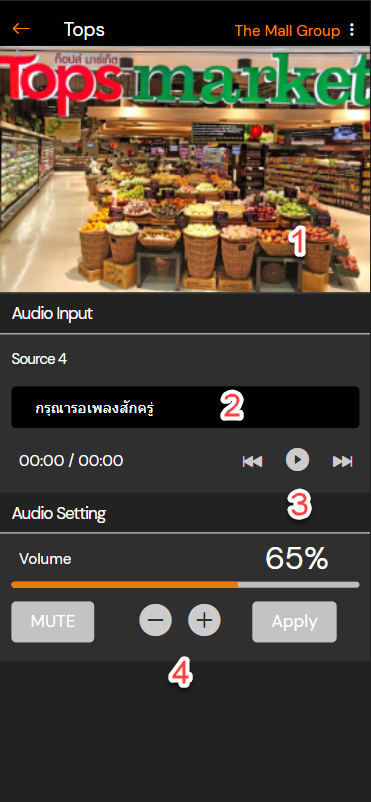 Tops
The Mall Group
ท็อปส์ มาร์เก็ต
Tops market
1
Audio Input
Source 4
กรุณารอเพลงสักครู่
2
00:00 / 00:00
3
Audio Setting
Volume
65%
MUTE
Apply
4